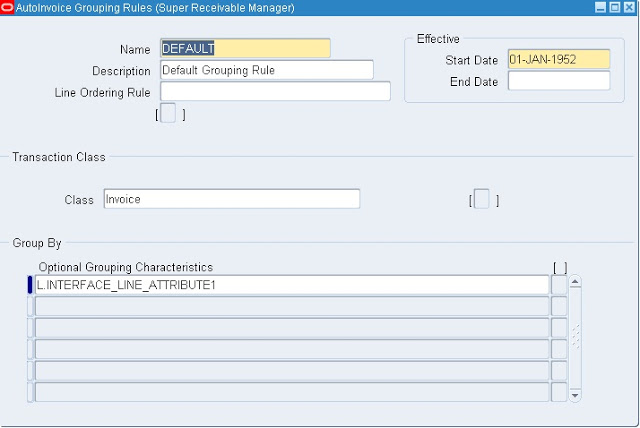 AutoInvoice Grouping Rules (Super Receivable Manager)
Name DEFAULT
Description Default Grouping Rule
Line Ordering Rule
[ ]
Effective
Start Date 01-JAN-1952
End Date
Transaction Class
Class Invoice [ ]
Group By
Optional Grouping Characteristics [ ]
L.INTERFACE_LINE_ATTRIBUTE1